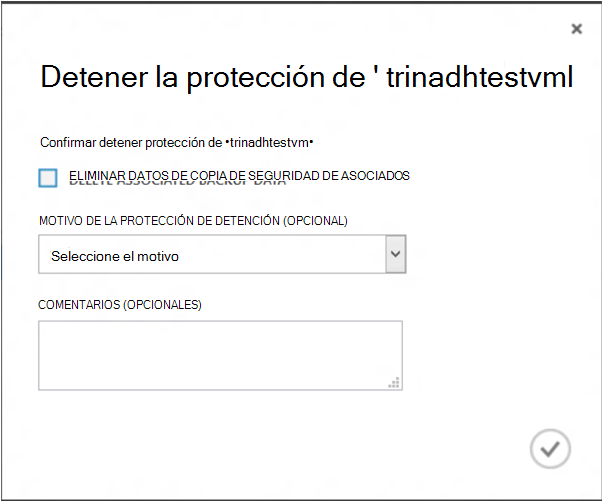 Detener la protección de ' trinadhtestvml
Confirmar detener protección de •trinadhtestvm•
ELIMINAR DATOS DE COPIA DE SEGURIDAD DE ASOCIADOS
DELETE ASSOCIATED BACKUP DATA
MOTIVO DE LA PROTECCIÓN DE DETENCIÓN (OPCIONAL)
Seleccione el motivo
COMENTARIOS (OPCIONALES)